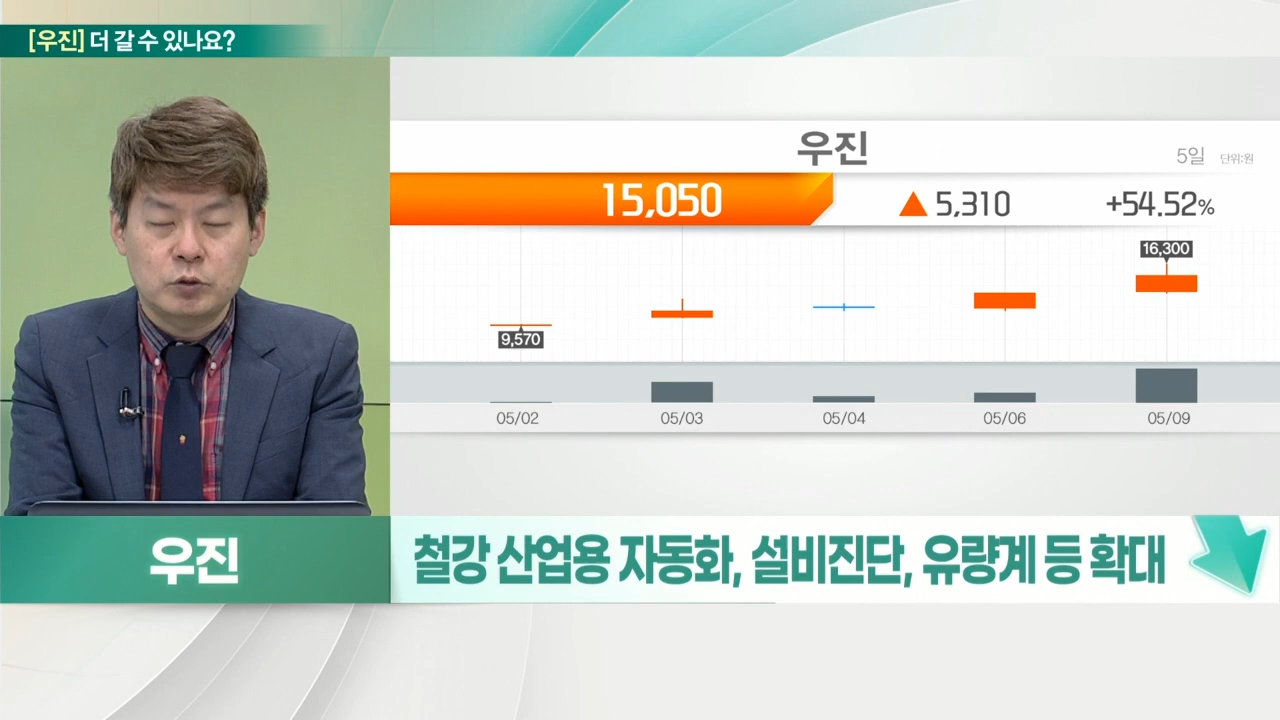 [우진] 더 갈 수 있나요?
우진
5일 단위:원
15,050 ▲ 5,310 +54.52%
16,300
9,570
05/02 05/03 05/04 05/06 05/09
우진 철강 산업용 자동화, 설비진단, 유량계 등 확대